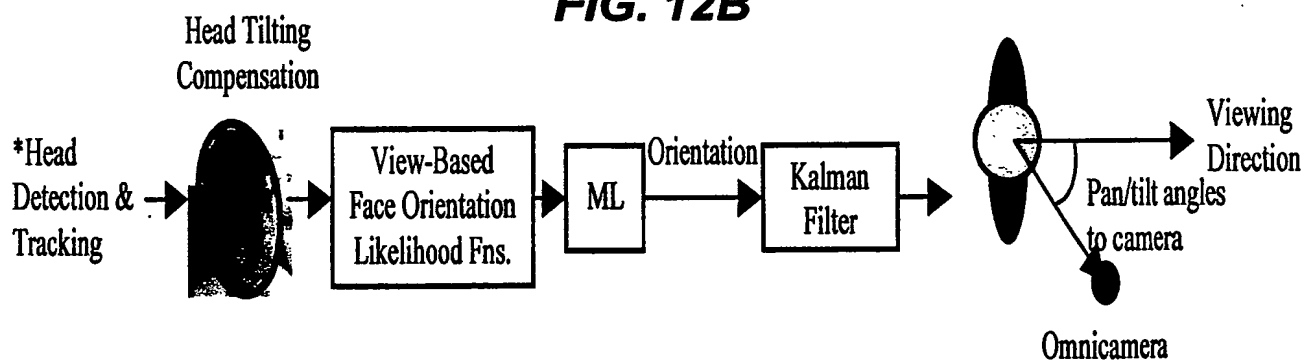 FIG. 12B
Head Tilting
Compensation
*Head
Detection &
Tracking
View-Based
Face Orientation
Likelihood Fns.
ML
Orientation
Kalman
Filter
Viewing
Direction
Pan/tilt angles
to camera
Omnicamera